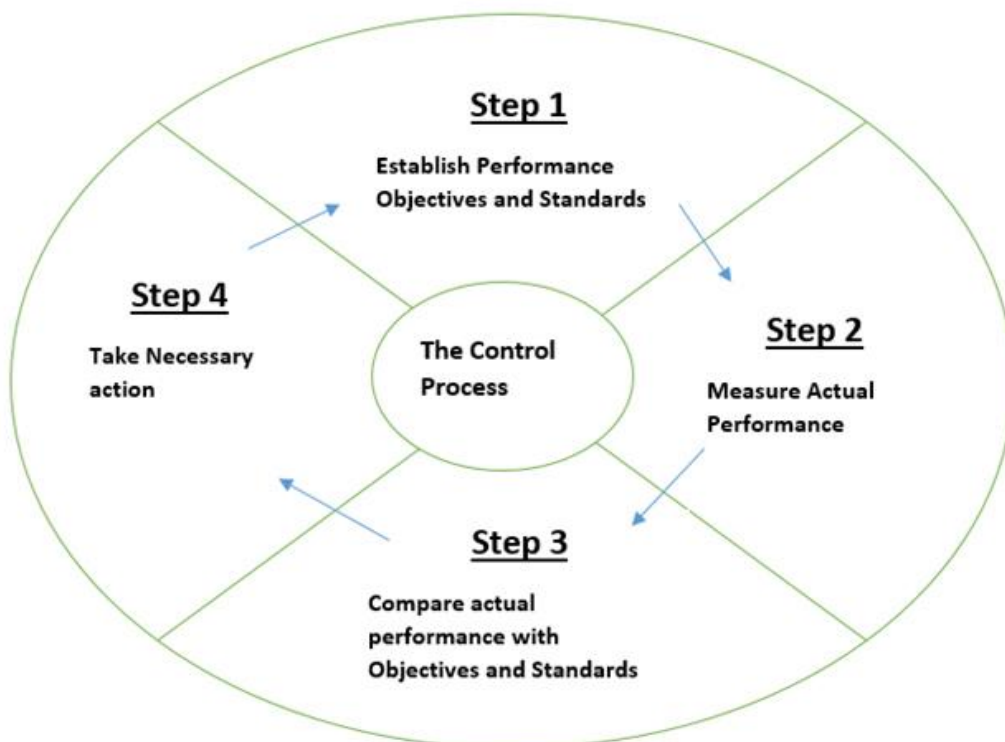 Step 1
Establish Performance
Objectives and Standards
Step 2
Measure Actual
Performance
Step 3
Compare actual
performance with
Objectives and Standards
Step 4
Take Necessary
action
The Control
Process